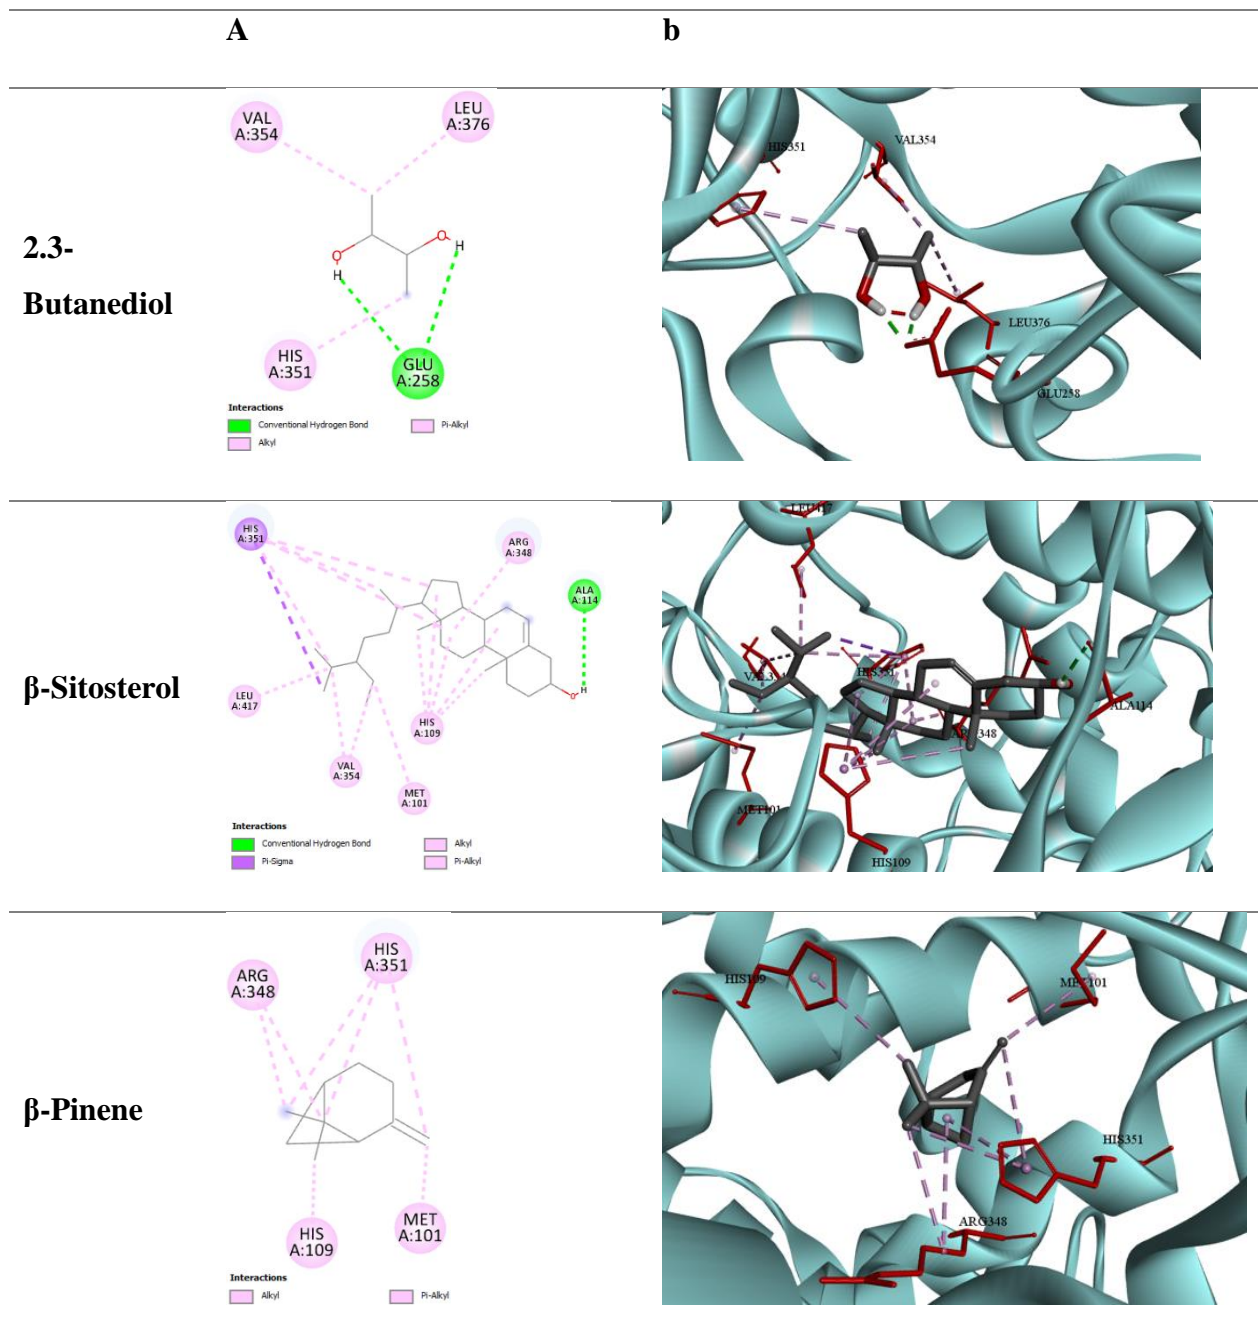 A
b
2.3-
Butanediol
VAL
A:354
LEU
A:376
O
H
O
H
HIS
A:351
GLU
A:258
Interactions
Conventional Hydrogen Bond
Pi-Alkyl
Alkyl
HIS351
VAL354
LEU376
GLU258
β-Sitosterol
HIS
A:351
ARG
A:348
ALA
A:114
LEU
A:417
HIS
A:109
VAL
A:354
MET
A:101
O
H
Interactions
Conventional Hydrogen Bond
Alkyl
Pi-Sigma
Pi-Alkyl
LEU417
HIS351
ALA114
MET101
HIS109
β-Pinene
ARG
A:348
HIS
A:351
HIS
A:109
MET
A:101
Interactions
Alkyl
Pi-Alkyl
HIS109
MET101
HIS351
ARG348